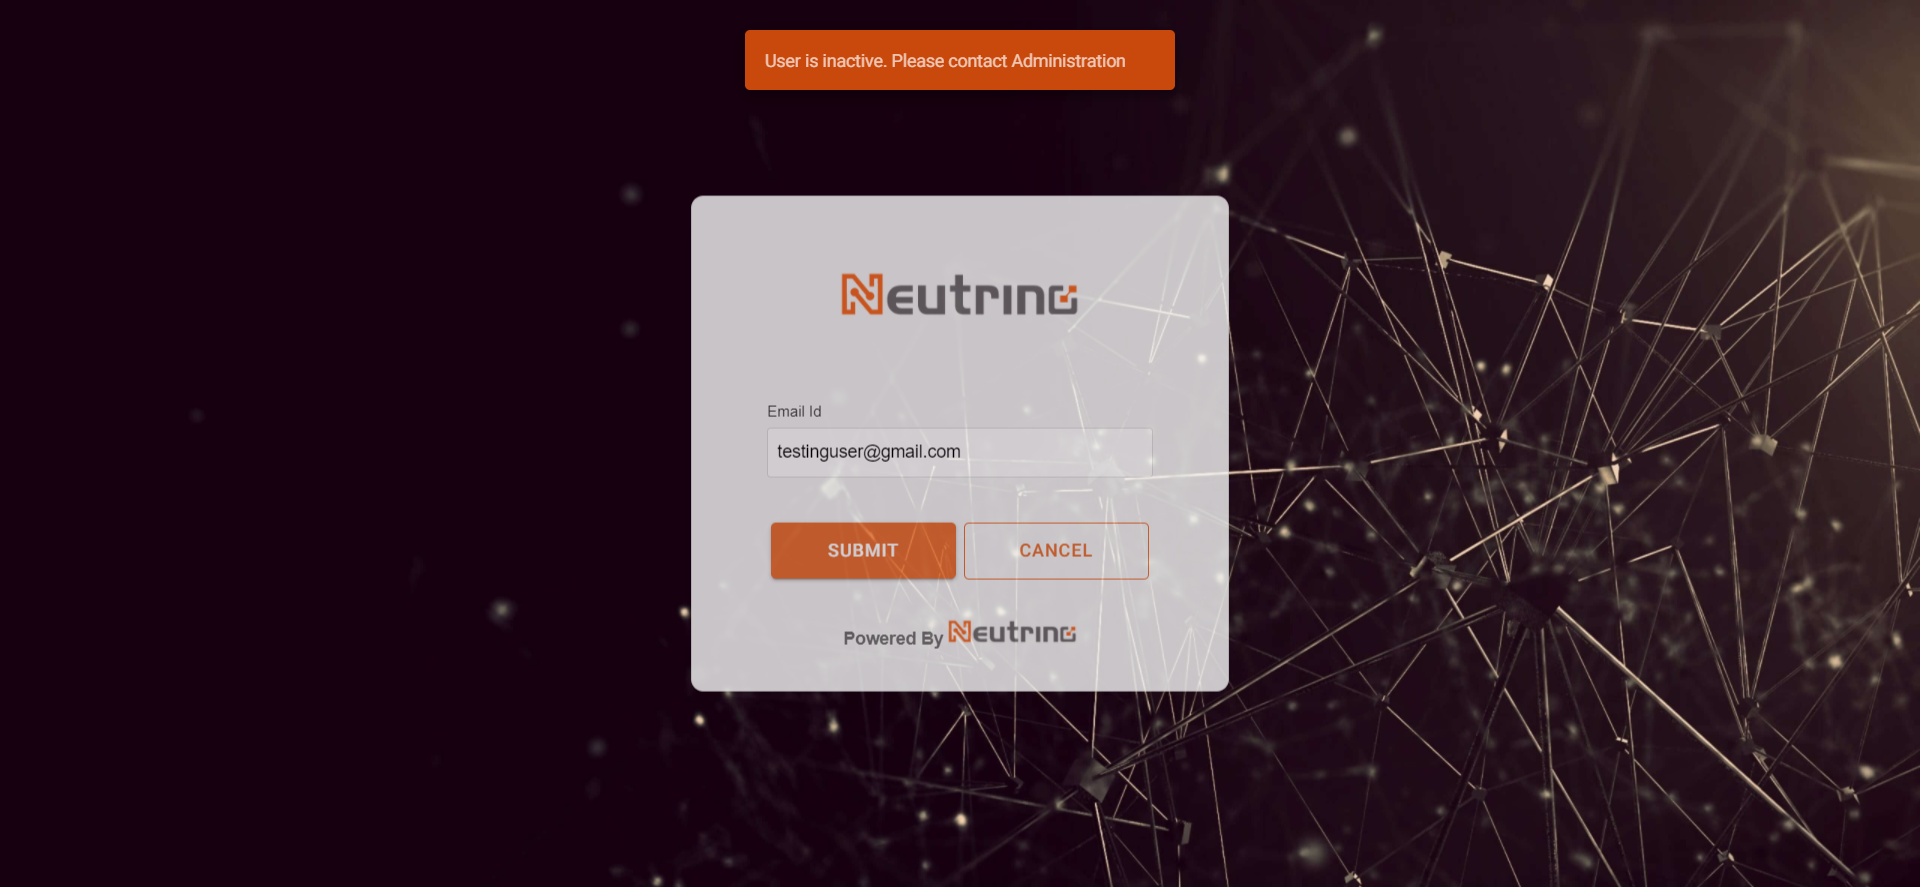 User is inactive. Please contact Administration
Neutrino
Email Id
testinguser@gmail.com
SUBMIT
CANCEL
Powered By Neutrino